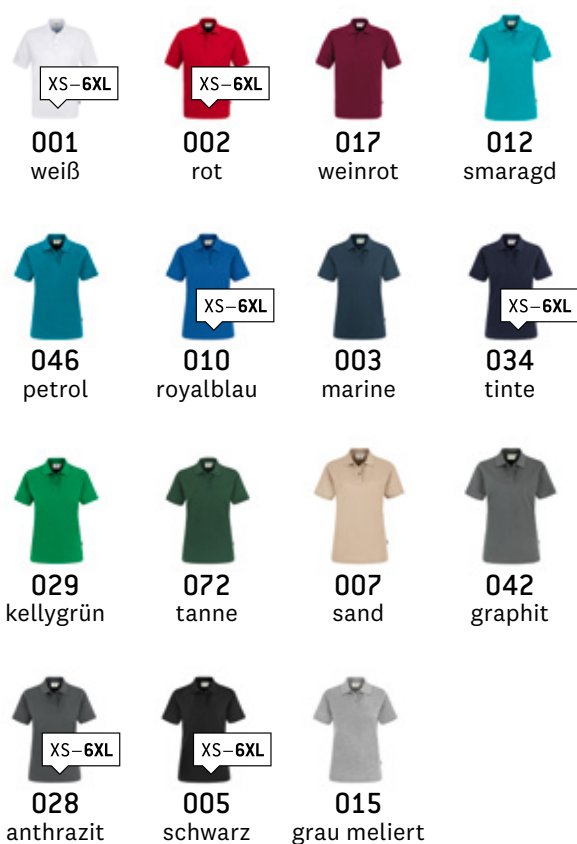 XS–6XL
XS–6XL
001
002
017
012
weiß
rot
weinrot
smaragd
XS–6XL
XS–6XL
046
010
003
034
petrol
royalblau
marine
tinte
029
072
007
042
kellygrün
tanne
sand
graphit
XS–6XL
XS–6XL
028
005
015
anthrazit
schwarz
grau meliert